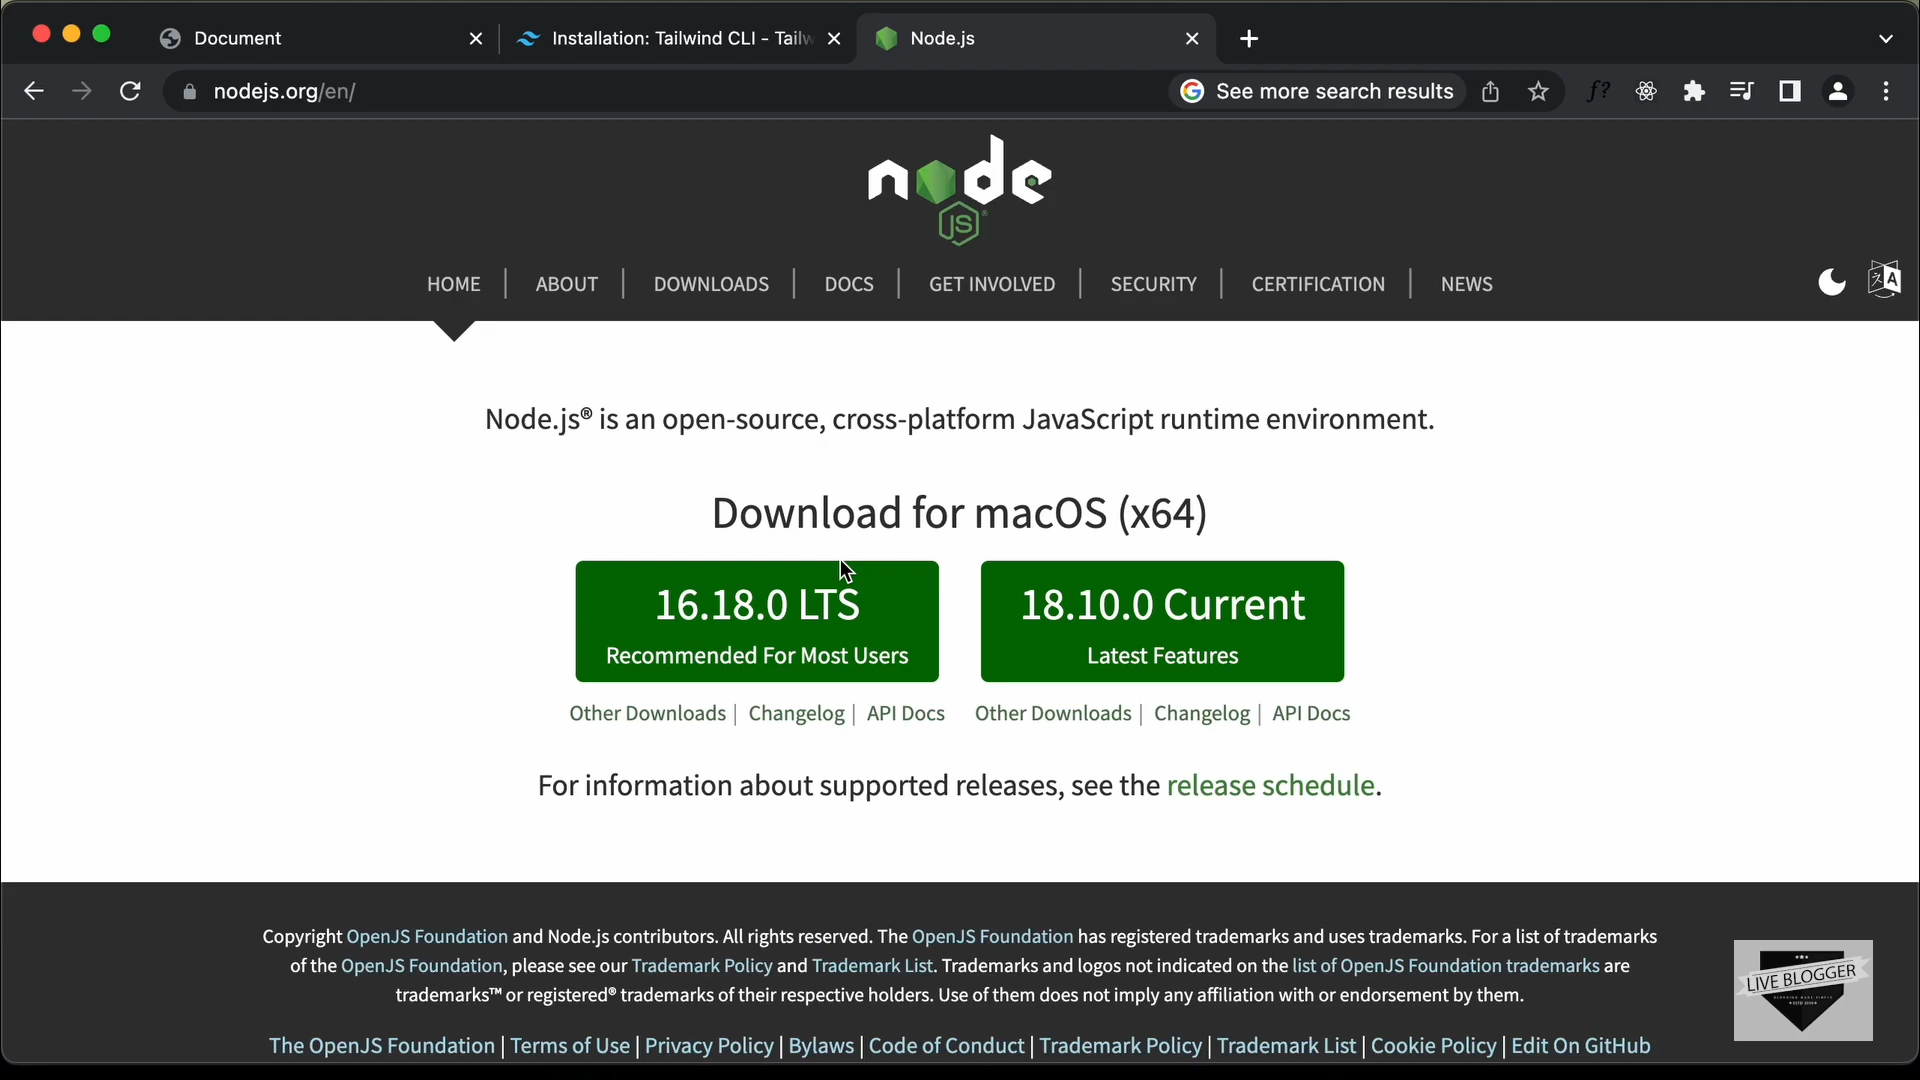 Document
Installation: Tailwind CLI - Tailw
Node.js
nodejs.org/en/
See more search results
node
JS
HOME
ABOUT
DOWNLOADS
DOCS
GET INVOLVED
SECURITY
CERTIFICATION
NEWS
Node.js® is an open-source, cross-platform JavaScript runtime environment.
Download for macOS (x64)
16.18.0 LTS
Recommended For Most Users
18.10.0 Current
Latest Features
Other Downloads | Changelog | API Docs
Other Downloads | Changelog | API Docs
For information about supported releases, see the release schedule.
Copyright OpenJS Foundation and Node.js contributors. All rights reserved. The OpenJS Foundation has registered trademarks and uses trademarks. For a list of trademarks
of the OpenJS Foundation, please see our Trademark Policy and Trademark List. Trademarks and logos not indicated on the list of OpenJS Foundation trademarks are
trademarks™ or registered® trademarks of their respective holders. Use of them does not imply any affiliation with or endorsement by them.
The OpenJS Foundation | Terms of Use | Privacy Policy | Bylaws | Code of Conduct | Trademark Policy | Trademark List | Cookie Policy | Edit On GitHub
LIVE BLOGGER